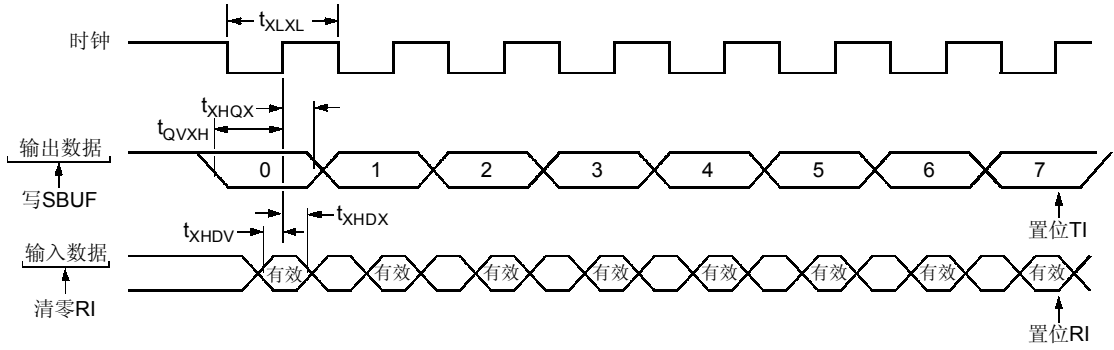 tXLXL
时钟
tXHQX
tQVXH
输出数据
0 1 2 3 4 5 6 7
写SBUF
置位TI
tXHDX
tXHDV
输入数据
有效 有效 有效 有效 有效 有效 有效 有效
清零RI
置位RI